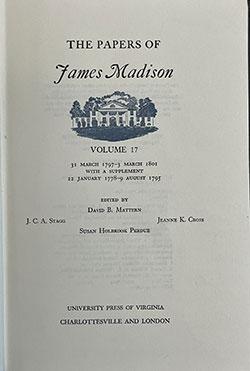 THE PAPERS OF
James Madison
VOLUME 17
31 MARCH 1797–3 MARCH 1801
WITH A SUPPLEMENT
22 JANUARY 1778–9 AUGUST 1795
EDITED BY
DAVID B. MATTERN
J. C. A. STAGG JEANNE K. CROSS
SUSAN HOLBROOK PERDUE
UNIVERSITY PRESS OF VIRGINIA
CHARLOTTESVILLE AND LONDON